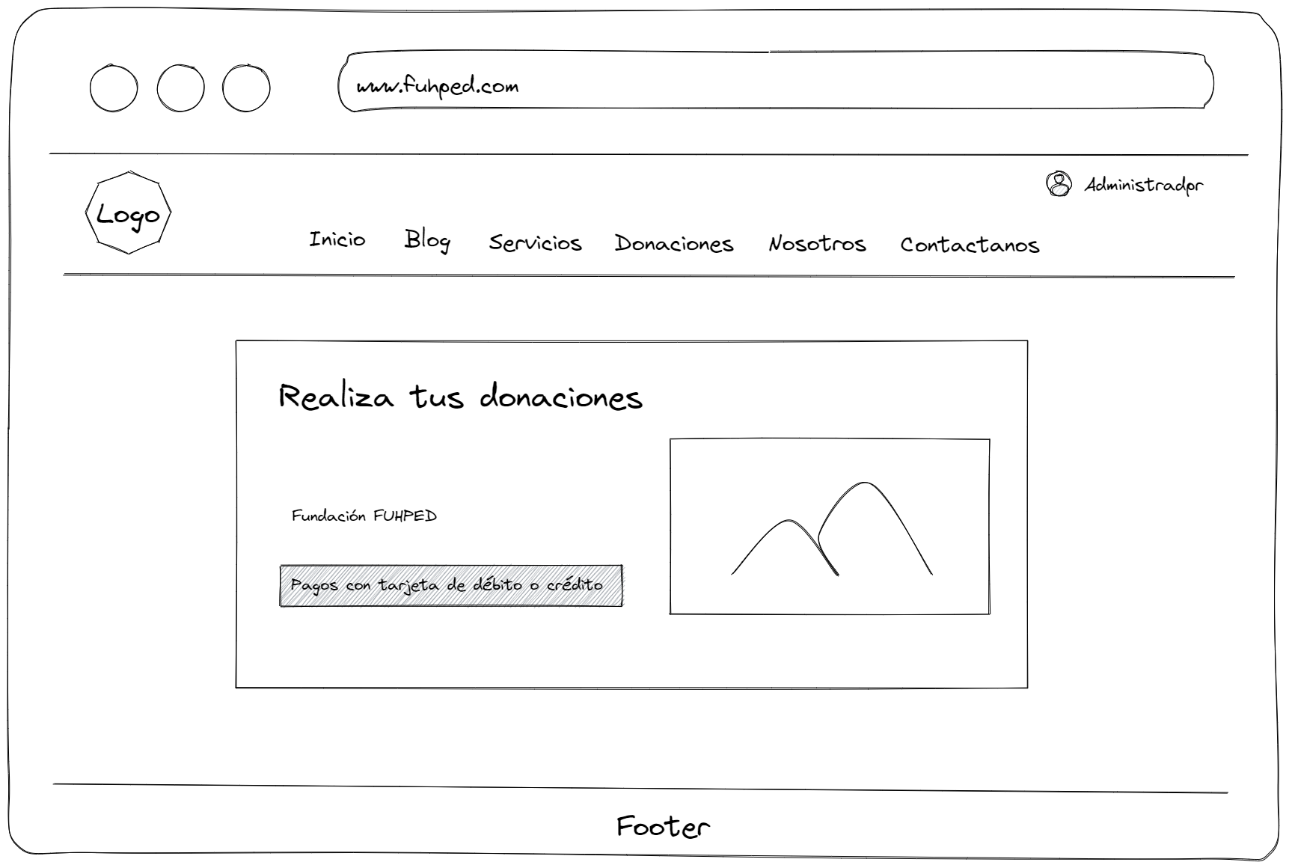 www.fuhped.com
Administrador
Logo
Inicio Blog Servicios Donaciones Nosotros Contactanos
Realiza tus donaciones
Fundación FUHPED
Pagos con tarjeta de débito o crédito
Footer